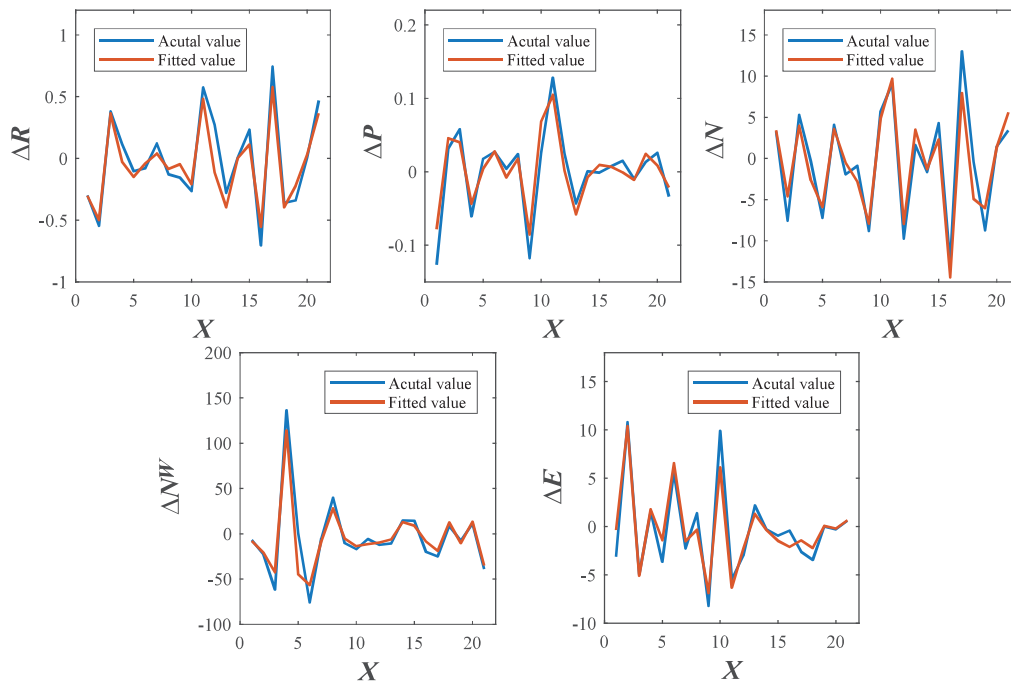 ΔR
1
0.5
0
-0.5
-1
Acutal value
Fitted value
0 5 10 15 20
X
ΔP
0.2
0.1
0
-0.1
Acutal value
Fitted value
0 5 10 15 20
X
ΔN
15
10
5
0
-5
-10
-15
Acutal value
Fitted value
0 5 10 15 20
X
ΔN^W
200
150
100
50
0
-50
-100
Acutal value
Fitted value
0 5 10 15 20
X
ΔE
15
10
5
0
-5
-10
Acutal value
Fitted value
0 5 10 15 20
X